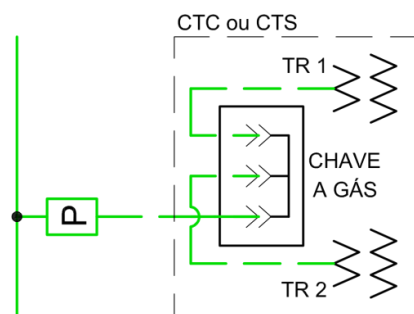 CTC ou CTS
TR 1
CHAVE
A GÁS
P
TR 2